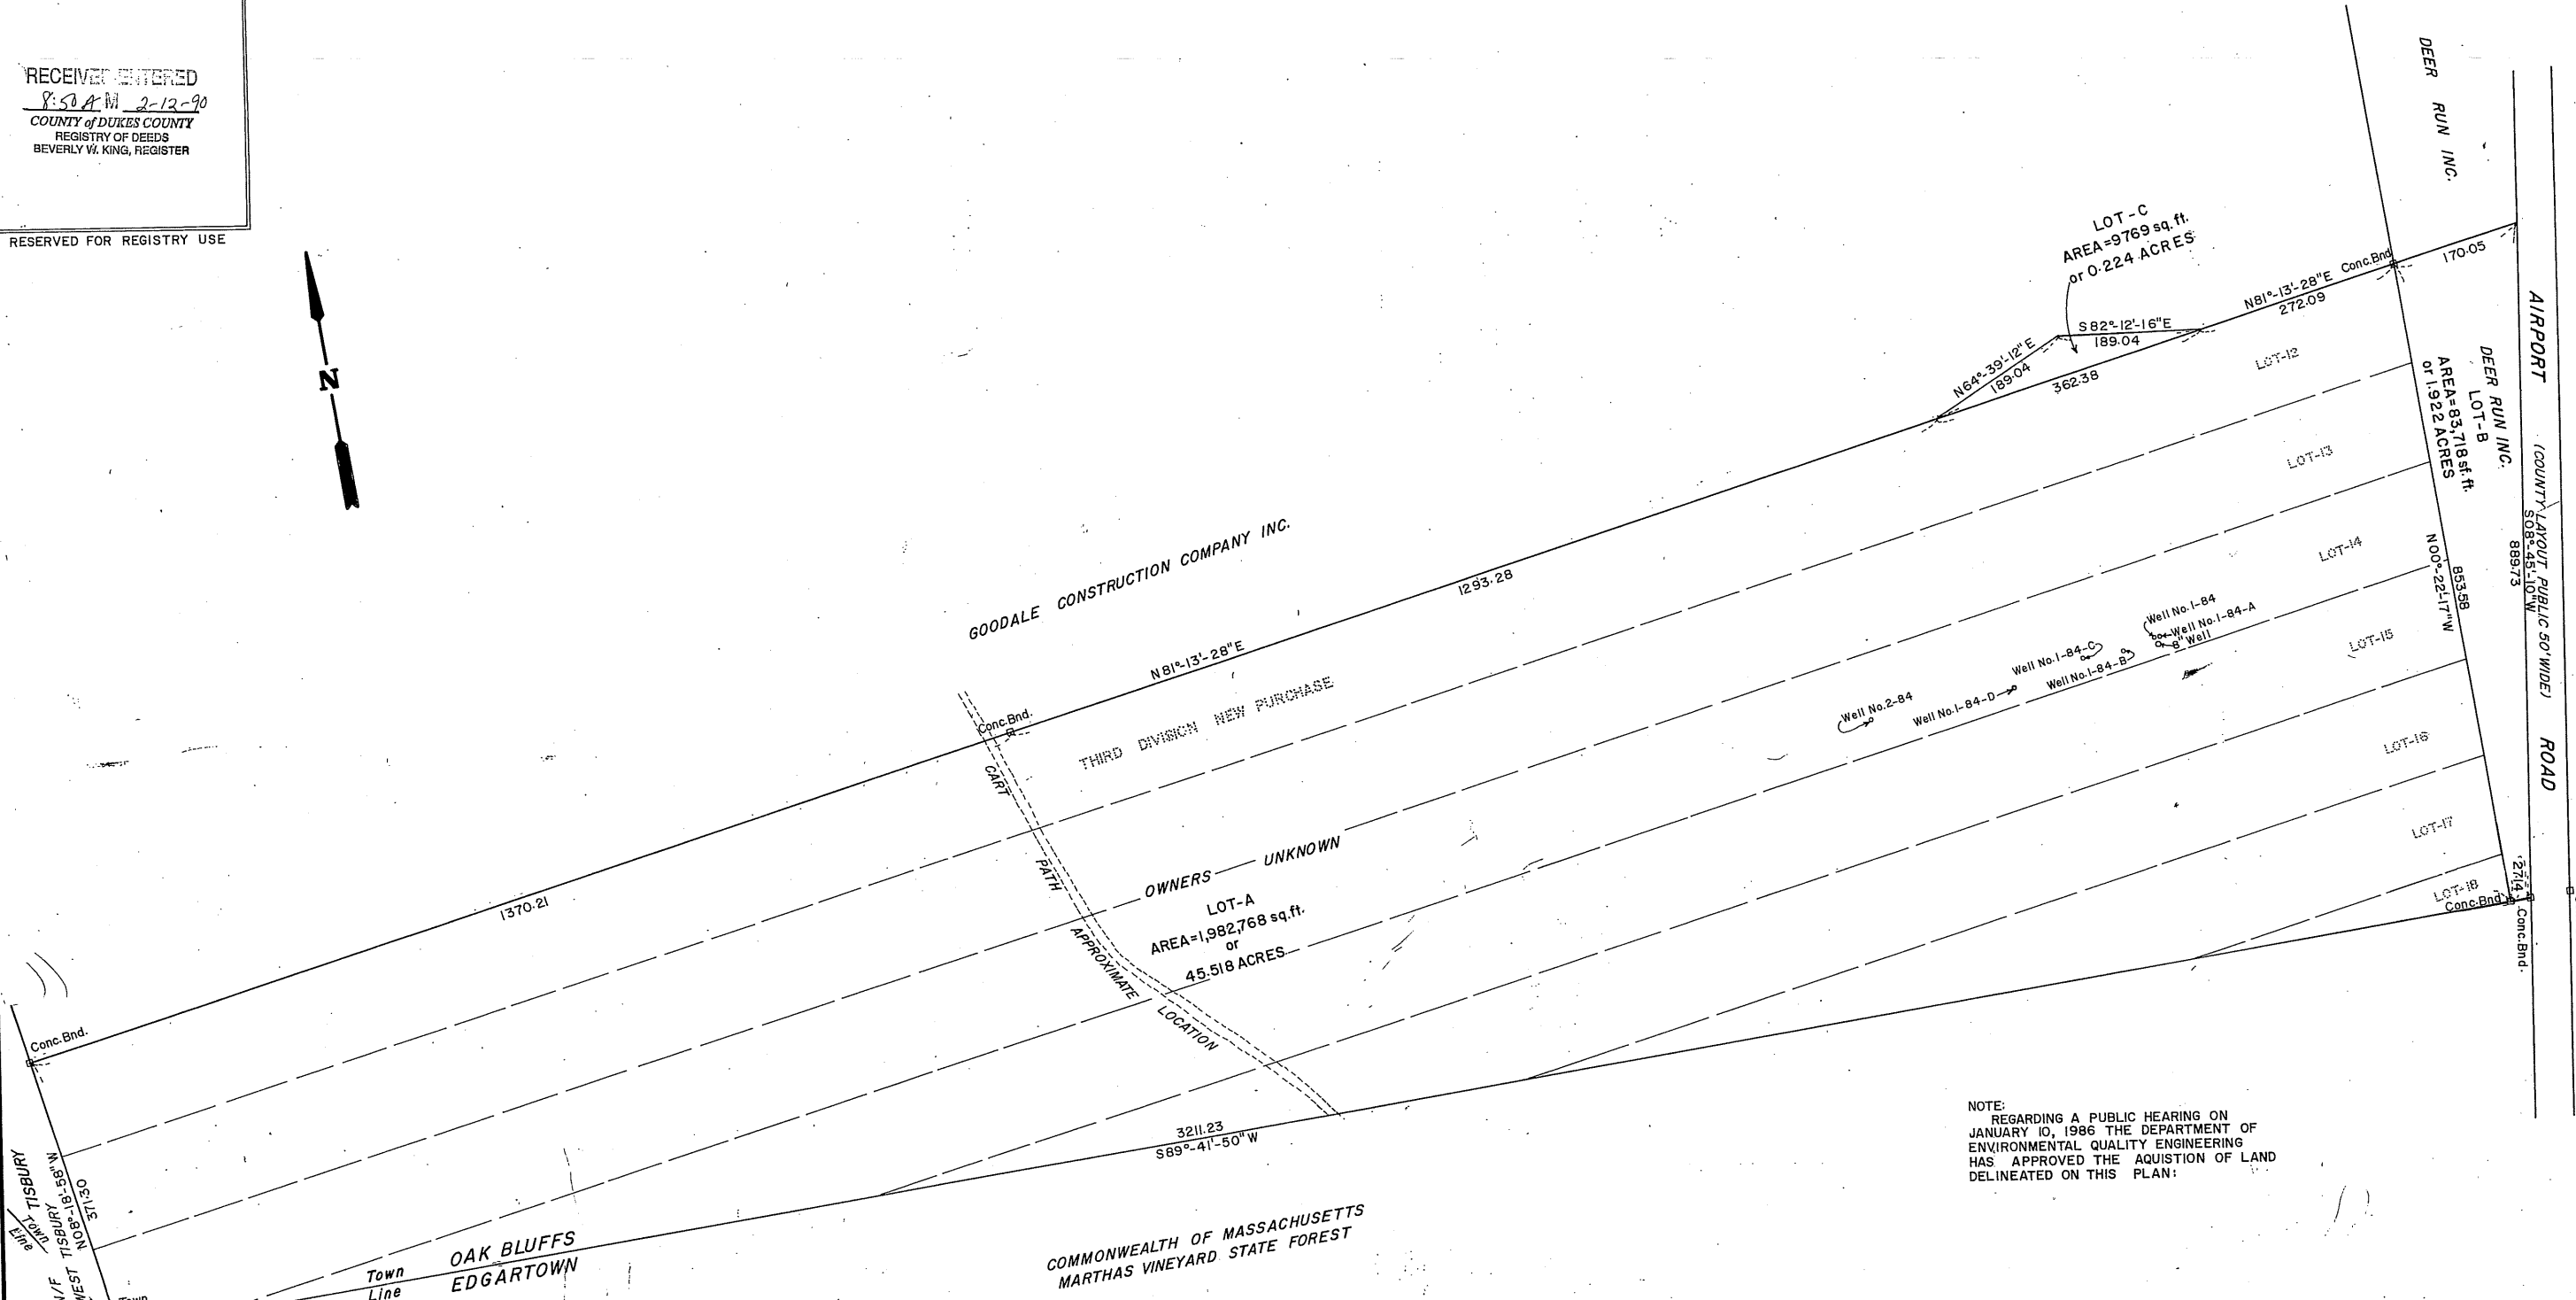 RECEIVED ENTERED
8:50 AM 2-12-90
COUNTY of DUKES COUNTY
REGISTRY OF DEEDS
BEVERLY W. KING, REGISTER
RESERVED FOR REGISTRY USE
N
DEER RUN INC.
LOT-C
AREA=9769 sq.ft.
or 0.224 ACRES
N81°-13'-28"E Conc.Bnd.
272.09
170.05
S82°-12'-16"E
189.04
N64°-39'-12"E
189.04
362.38
LOT-12
LOT-13
LOT-14
LOT-15
LOT-16
LOT-17
LOT-18
DEER RUN INC.
LOT-B
AREA=83,718 sf.ft.
or 1.922 ACRES
AIRPORT ROAD
(COUNTY LAYOUT PUBLIC 50' WIDE)
S08°-45'-10"W
889.73
853.58
N00°-22'-17"W
27.14
Conc.Bnd.
Conc.Bnd.
GOODALE CONSTRUCTION COMPANY INC.
1293.28
N81°-13'-28"E
THIRD DIVISION NEW PURCHASE
Conc.Bnd.
CART PATH APPROXIMATE LOCATION
Well No.1-84
Well No.1-84-A
8" Well
Well No.1-84-C
Well No.1-84-B
Well No.1-84-D
Well No.2-84
OWNERS UNKNOWN
LOT-A
AREA=1,982,768 sq.ft.
or
45.518 ACRES
1370.21
Conc.Bnd.
3211.23
S89°-41'-50"W
TISBURY
Town
Line
WEST TISBURY
N/F
N08°-18'-58"W
371.30
Town
Town
Line
OAK BLUFFS
EDGARTOWN
COMMONWEALTH OF MASSACHUSETTS
MARTHAS VINEYARD STATE FOREST
NOTE:
REGARDING A PUBLIC HEARING ON
JANUARY 10, 1986 THE DEPARTMENT OF
ENVIRONMENTAL QUALITY ENGINEERING
HAS APPROVED THE AQUISTION OF LAND
DELINEATED ON THIS PLAN: